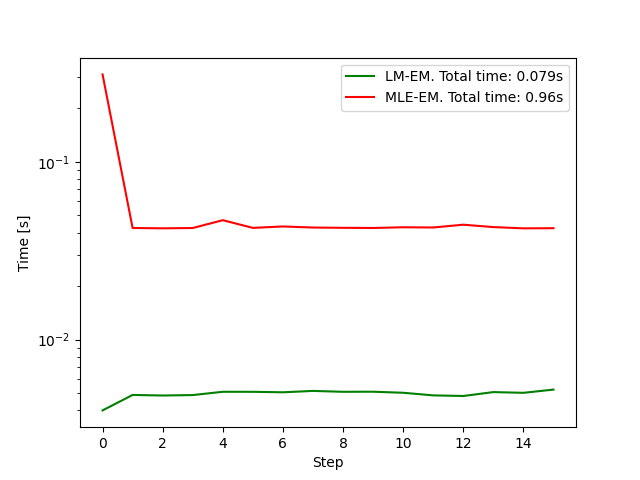 LM-EM. Total time: 0.079s
MLE-EM. Total time: 0.96s
10⁻¹
10⁻²
Time [s]
0 2 4 6 8 10 12 14
Step